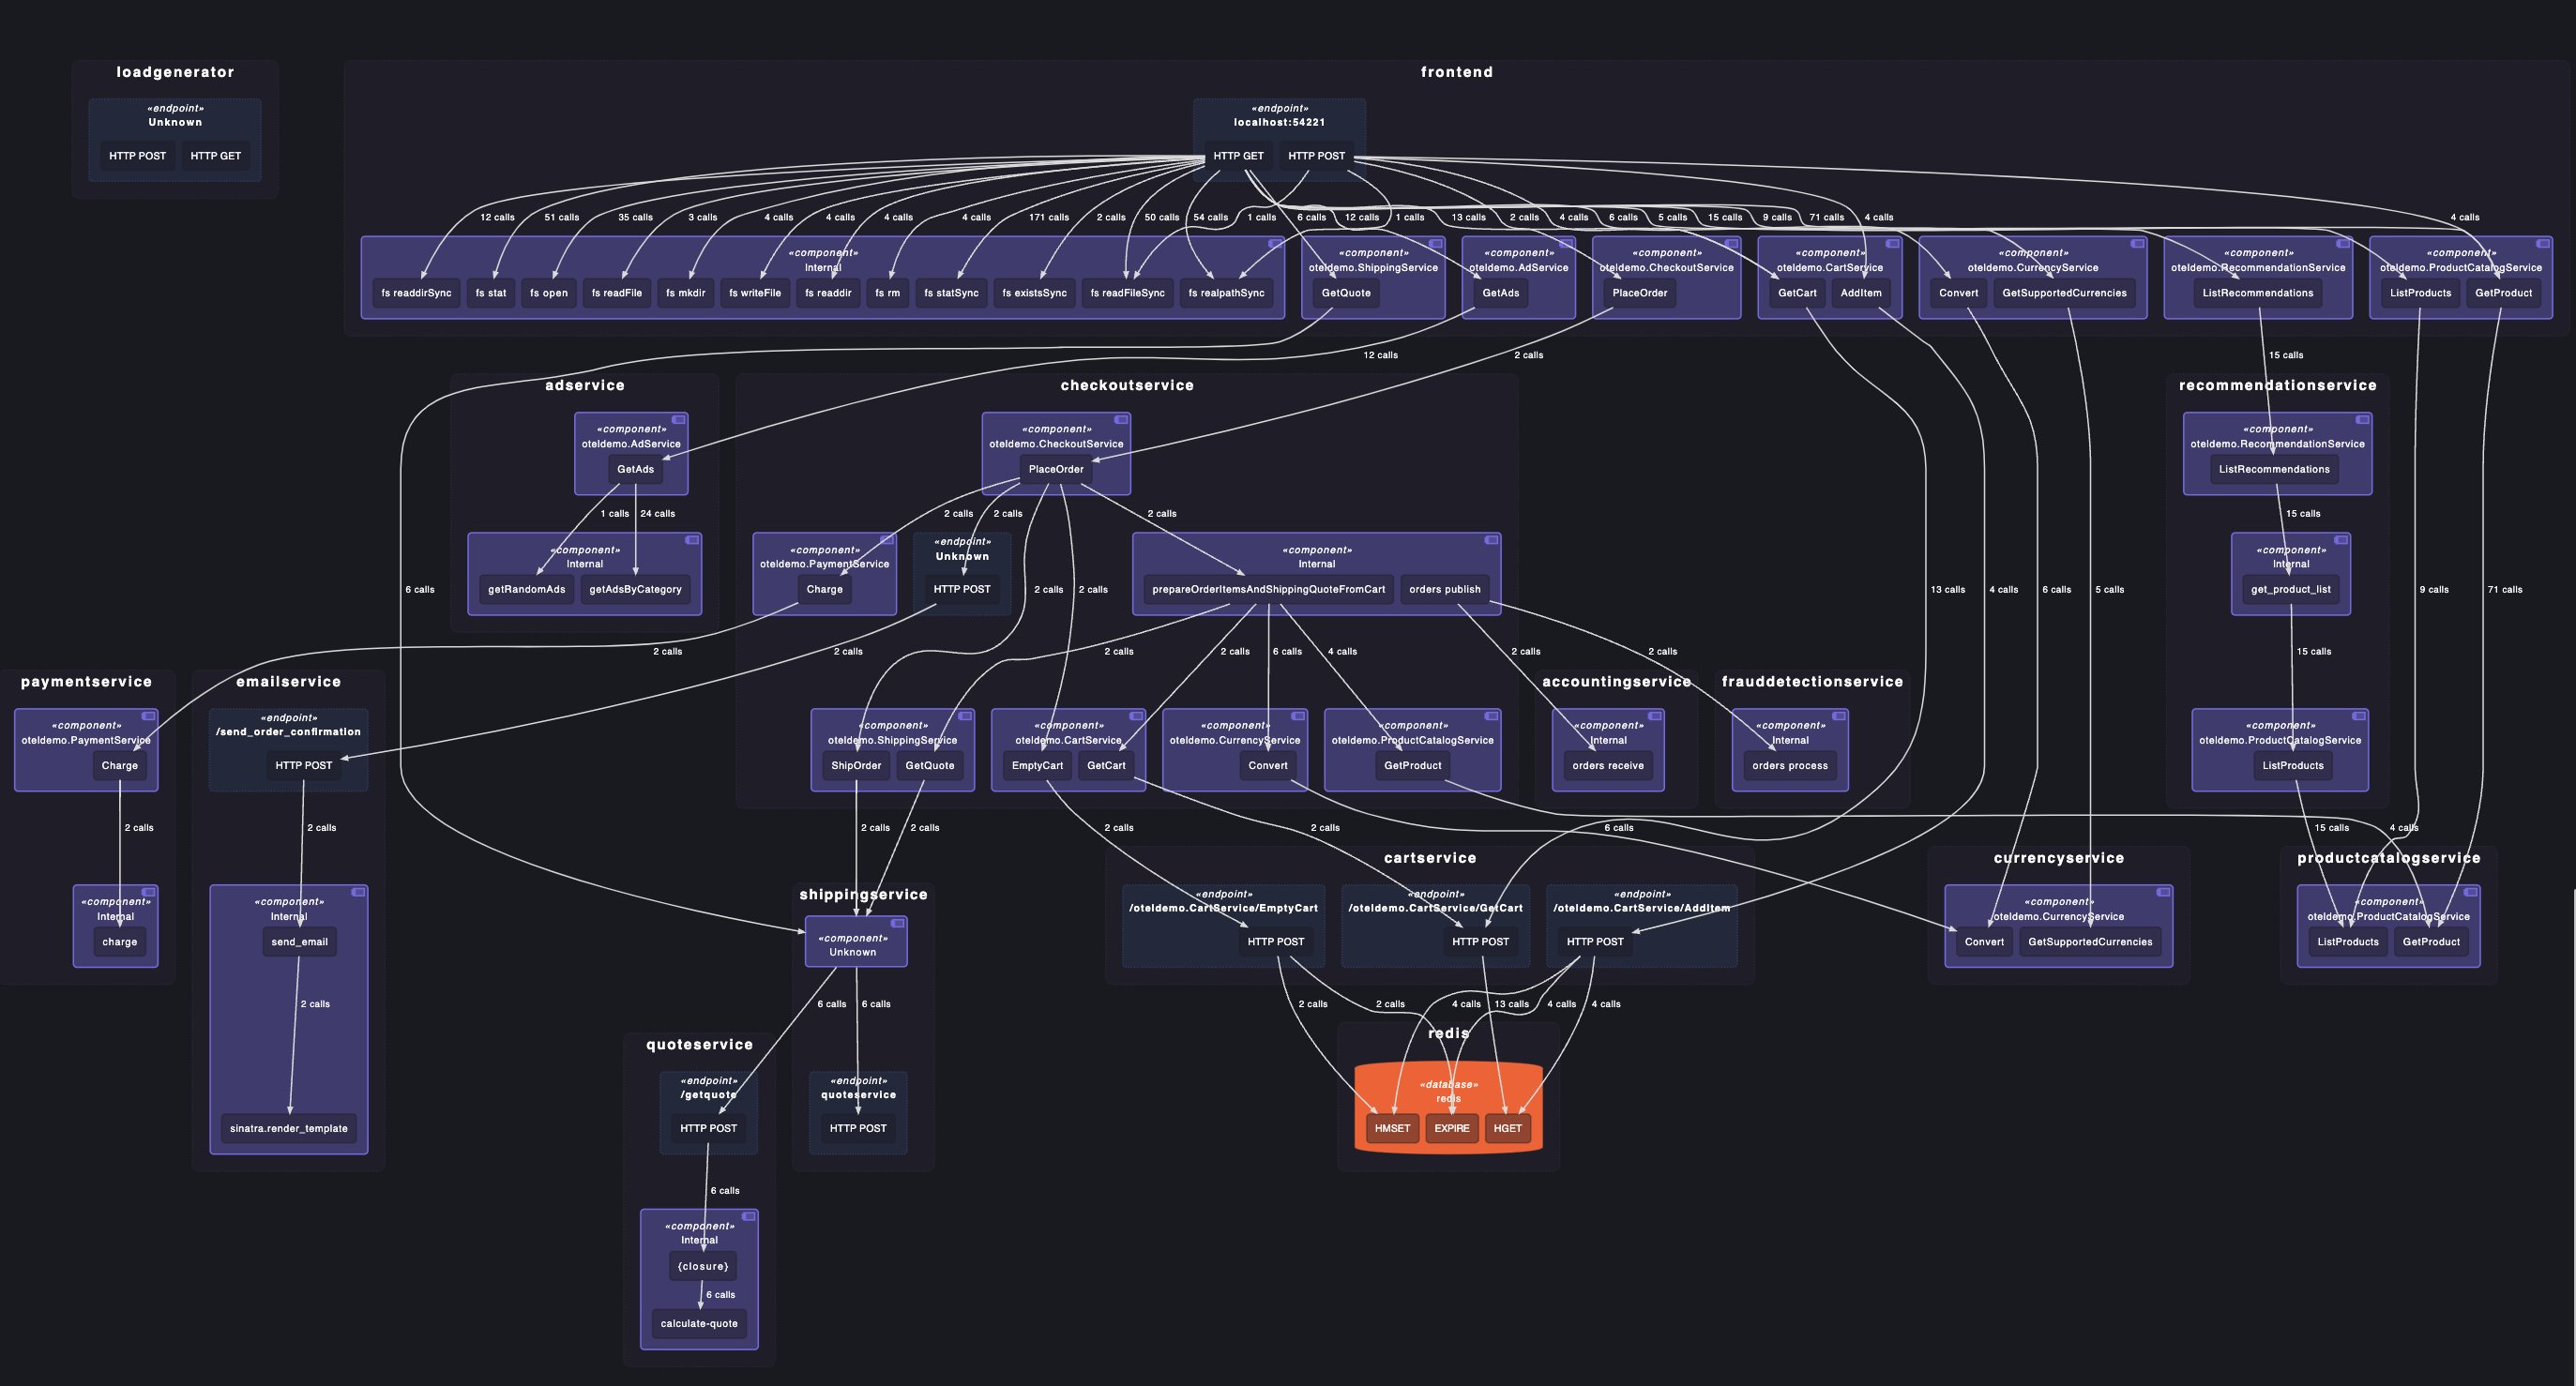 loadgenerator
«endpoint»
Unknown
HTTP POST
HTTP GET
frontend
«endpoint»
localhost:54221
HTTP GET
HTTP POST
12 calls
51 calls
35 calls
3 calls
4 calls
4 calls
4 calls
4 calls
171 calls
2 calls
50 calls
54 calls
1 calls
6 calls
12 calls
1 calls
13 calls
2 calls
4 calls
6 calls
5 calls
15 calls
9 calls
71 calls
4 calls
4 calls
«component»
Internal
fs readdirSync
fs stat
fs open
fs readFile
fs mkdir
fs writeFile
fs readdir
fs rm
fs statSync
fs existsSync
fs readFileSync
fs realpathSync
«component»
oteldemo.ShippingService
GetQuote
«component»
oteldemo.AdService
GetAds
«component»
oteldemo.CheckoutService
PlaceOrder
«component»
oteldemo.CartService
GetCart
AddItem
«component»
oteldemo.CurrencyService
Convert
GetSupportedCurrencies
«component»
oteldemo.RecommendationService
ListRecommendations
«component»
oteldemo.ProductCatalogService
ListProducts
GetProduct
12 calls
2 calls
15 calls
adservice
«component»
oteldemo.AdService
GetAds
1 calls
24 calls
«component»
Internal
getRandomAds
getAdsByCategory
checkoutservice
«component»
oteldemo.CheckoutService
PlaceOrder
2 calls
2 calls
2 calls
«component»
oteldemo.PaymentService
Charge
«endpoint»
Unknown
HTTP POST
2 calls
2 calls
«component»
Internal
prepareOrderItemsAndShippingQuoteFromCart
orders publish
recommendationservice
«component»
oteldemo.RecommendationService
ListRecommendations
15 calls
«component»
Internal
get_product_list
15 calls
6 calls
13 calls
4 calls
6 calls
5 calls
9 calls
71 calls
2 calls
2 calls
2 calls
2 calls
6 calls
4 calls
2 calls
2 calls
paymentservice
«component»
oteldemo.PaymentService
Charge
2 calls
«component»
Internal
charge
emailservice
«endpoint»
/send_order_confirmation
HTTP POST
2 calls
«component»
Internal
send_email
2 calls
sinatra.render_template
«component»
oteldemo.ShippingService
ShipOrder
GetQuote
«component»
oteldemo.CartService
EmptyCart
GetCart
«component»
oteldemo.CurrencyService
Convert
«component»
oteldemo.ProductCatalogService
GetProduct
accountingservice
«component»
Internal
orders receive
frauddetectionservice
«component»
Internal
orders process
«component»
oteldemo.ProductCatalogService
ListProducts
2 calls
2 calls
2 calls
2 calls
6 calls
15 calls
4 calls
shippingservice
«component»
Unknown
6 calls
6 calls
«endpoint»
quoteservice
HTTP POST
cartservice
«endpoint»
/oteldemo.CartService/EmptyCart
HTTP POST
«endpoint»
/oteldemo.CartService/GetCart
HTTP POST
«endpoint»
/oteldemo.CartService/AddItem
HTTP POST
currencyservice
«component»
oteldemo.CurrencyService
Convert
GetSupportedCurrencies
productcatalogservice
«component»
oteldemo.ProductCatalogService
ListProducts
GetProduct
2 calls
2 calls
4 calls
13 calls
4 calls
4 calls
redis
«database»
redis
HMSET
EXPIRE
HGET
quoteservice
«endpoint»
/getquote
HTTP POST
6 calls
«component»
Internal
{closure}
6 calls
calculate-quote